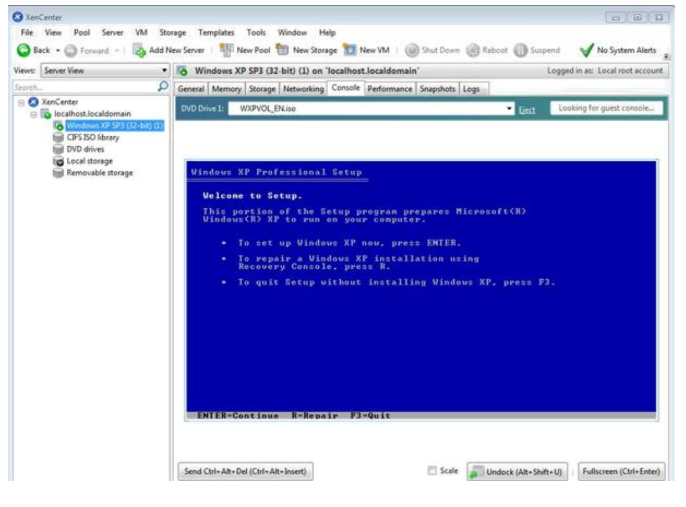 XenCenter
File View Pool Server VM Storage Templates Tools Window Help
Back Forward Add New Server New Pool New Storage New VM Shut Down Reboot Suspend No System Alerts
Views: Server View
Windows XP SP3 (32-bit) (1) on 'localhost.localdomain' Logged in as: Local root account
Search...
General Memory Storage Networking Console Performance Snapshots Logs
XenCenter
localhost.localdomain
Windows XP SP3 (32-bit) (1)
CIFS ISO library
DVD drives
Local storage
Removable storage
DVD Drive 1: WXPVOL_EN.iso Eject Looking for guest console...
Windows XP Professional Setup
Welcome to Setup.
This portion of the Setup program prepares Microsoft(R)
Windows(R) XP to run on your computer.
• To set up Windows XP now, press ENTER.
• To repair a Windows XP installation using
Recovery Console, press R.
• To quit Setup without installing Windows XP, press F3.
ENTER=Continue R=Repair F3=Quit
Send Ctrl+Alt+Del (Ctrl+Alt+Insert) Scale Undock (Alt+Shift+U) Fullscreen (Ctrl+Enter)